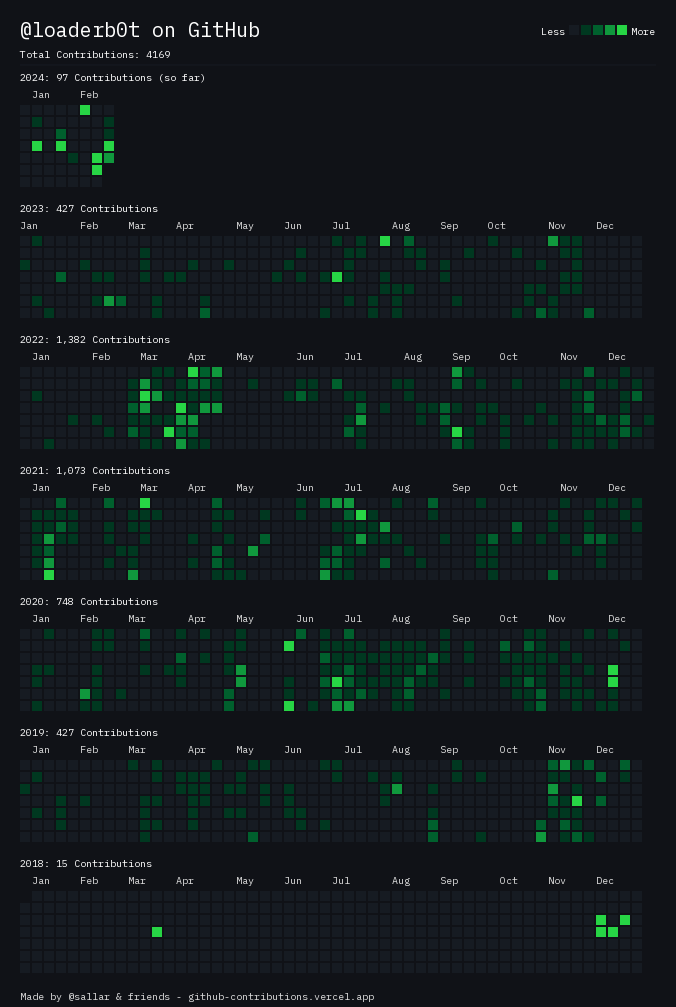 @loaderb0t on GitHub
Less More
Total Contributions: 4169
2024: 97 Contributions (so far)
Jan Feb
2023: 427 Contributions
Jan Feb Mar Apr May Jun Jul Aug Sep Oct Nov Dec
2022: 1,382 Contributions
Jan Feb Mar Apr May Jun Jul Aug Sep Oct Nov Dec
2021: 1,073 Contributions
Jan Feb Mar Apr May Jun Jul Aug Sep Oct Nov Dec
2020: 748 Contributions
Jan Feb Mar Apr May Jun Jul Aug Sep Oct Dec
2019: 427 Contributions
Jan Feb Mar Apr May Jun Jul Aug Sep Oct Nov Dec
2018: 15 Contributions
Jan Feb Mar Apr May Jun Jul Aug Sep Oct Nov Dec
Made by @sallar & friends - github-contributions.vercel.app